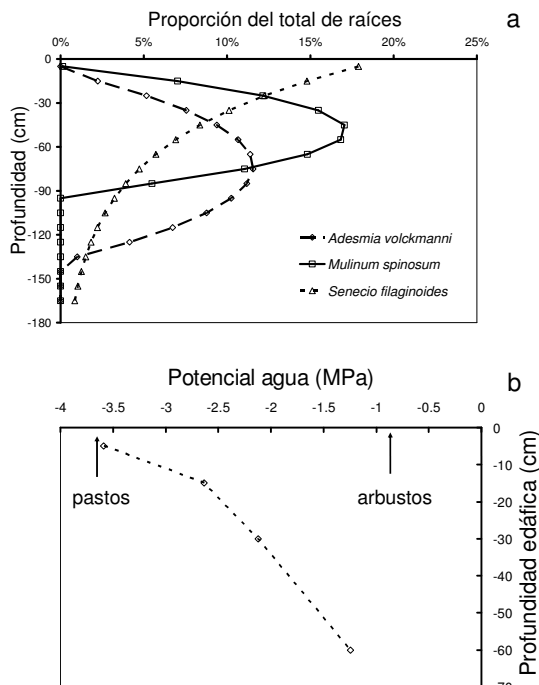 Proporción del total de raíces
a
0% 5% 10% 15% 20% 25%
Profundidad (cm)
0
-30
-60
-90
-120
-150
-180
Adesmia volckmanni
Mulinum spinosum
Senecio filaginoides
Potencial agua (MPa)
b
-4 -3.5 -3 -2.5 -2 -1.5 -1 -0.5 0
pastos
arbustos
0
-10
-20
-30
-40
-50
-60
-70
Profundidad edáfica (cm)